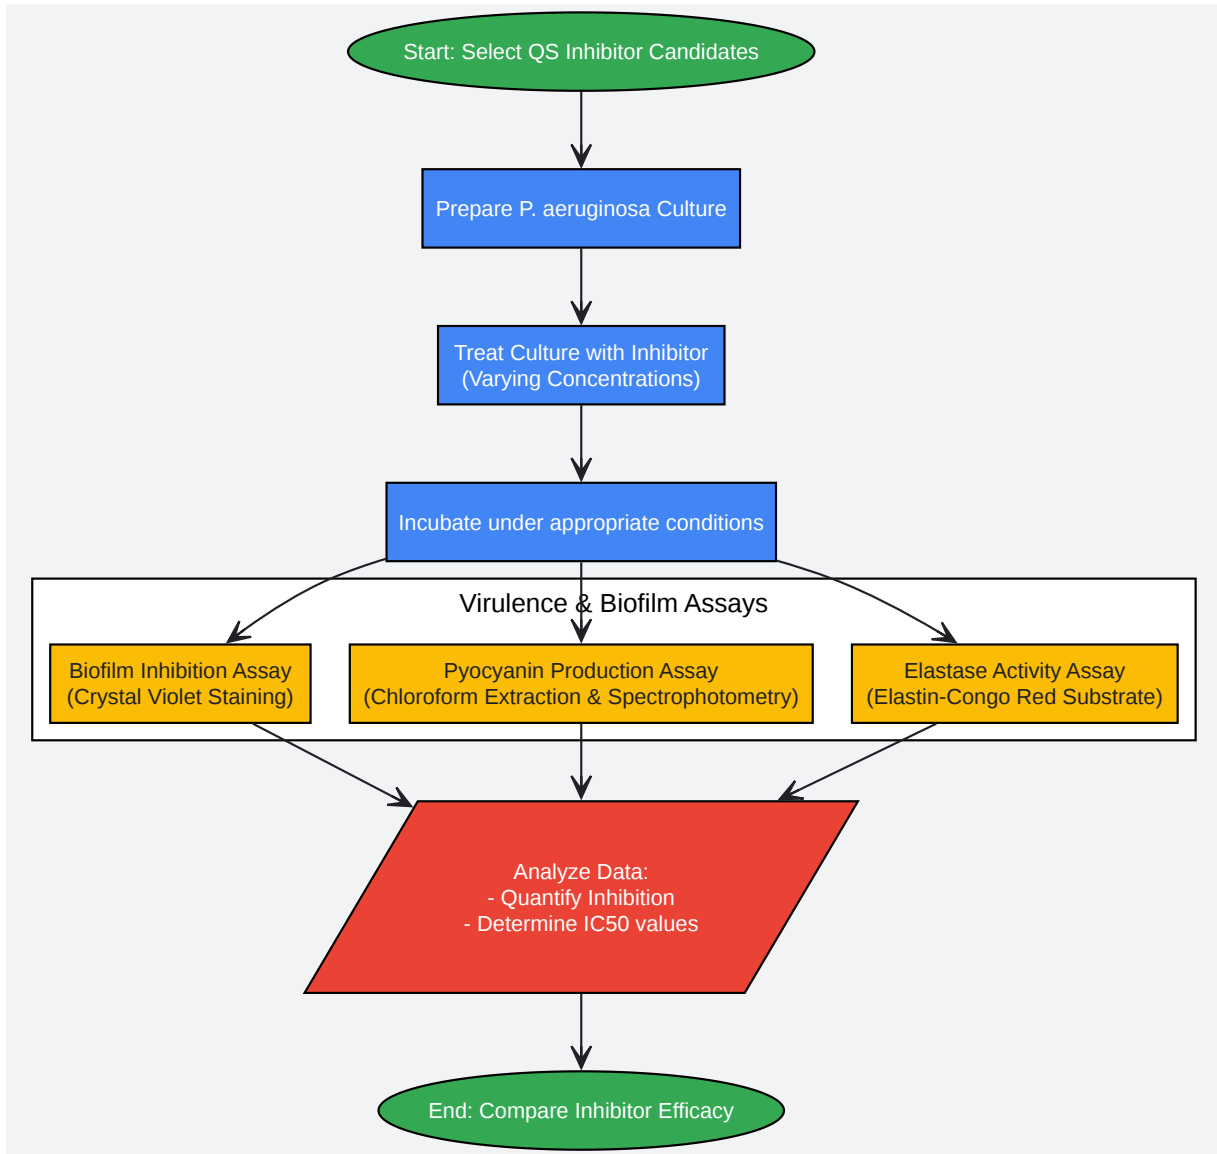 Start: Select QS Inhibitor Candidates
Prepare P. aeruginosa Culture
Treat Culture with Inhibitor
(Varying Concentrations)
Incubate under appropriate conditions
Virulence & Biofilm Assays
Biofilm Inhibition Assay
(Crystal Violet Staining)
Pyocyanin Production Assay
(Chloroform Extraction & Spectrophotometry)
Elastase Activity Assay
(Elastin-Congo Red Substrate)
Analyze Data:
- Quantify Inhibition
- Determine IC50 values
End: Compare Inhibitor Efficacy